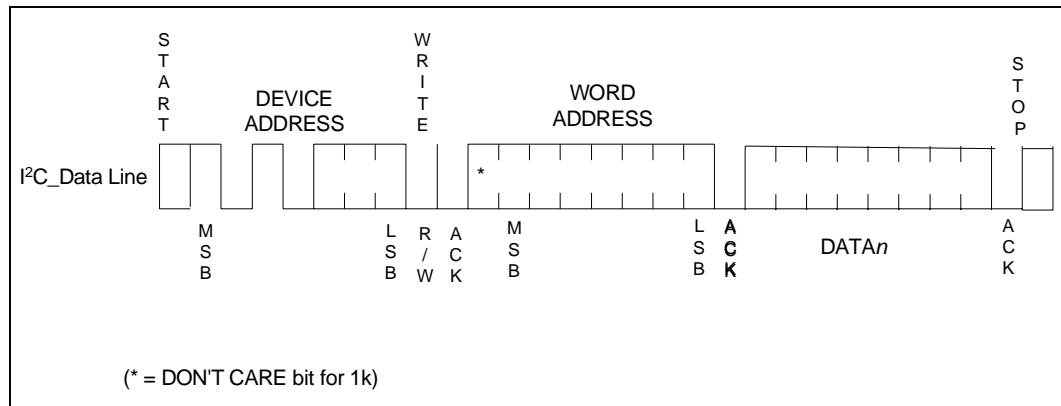 START
WRITE
STOP
DEVICE
ADDRESS
WORD
ADDRESS
I²C_Data Line
*
MSB
LSB
R/W
ACK
MSB
LSB
ACK
DATAn
ACK
(* = DON'T CARE bit for 1k)